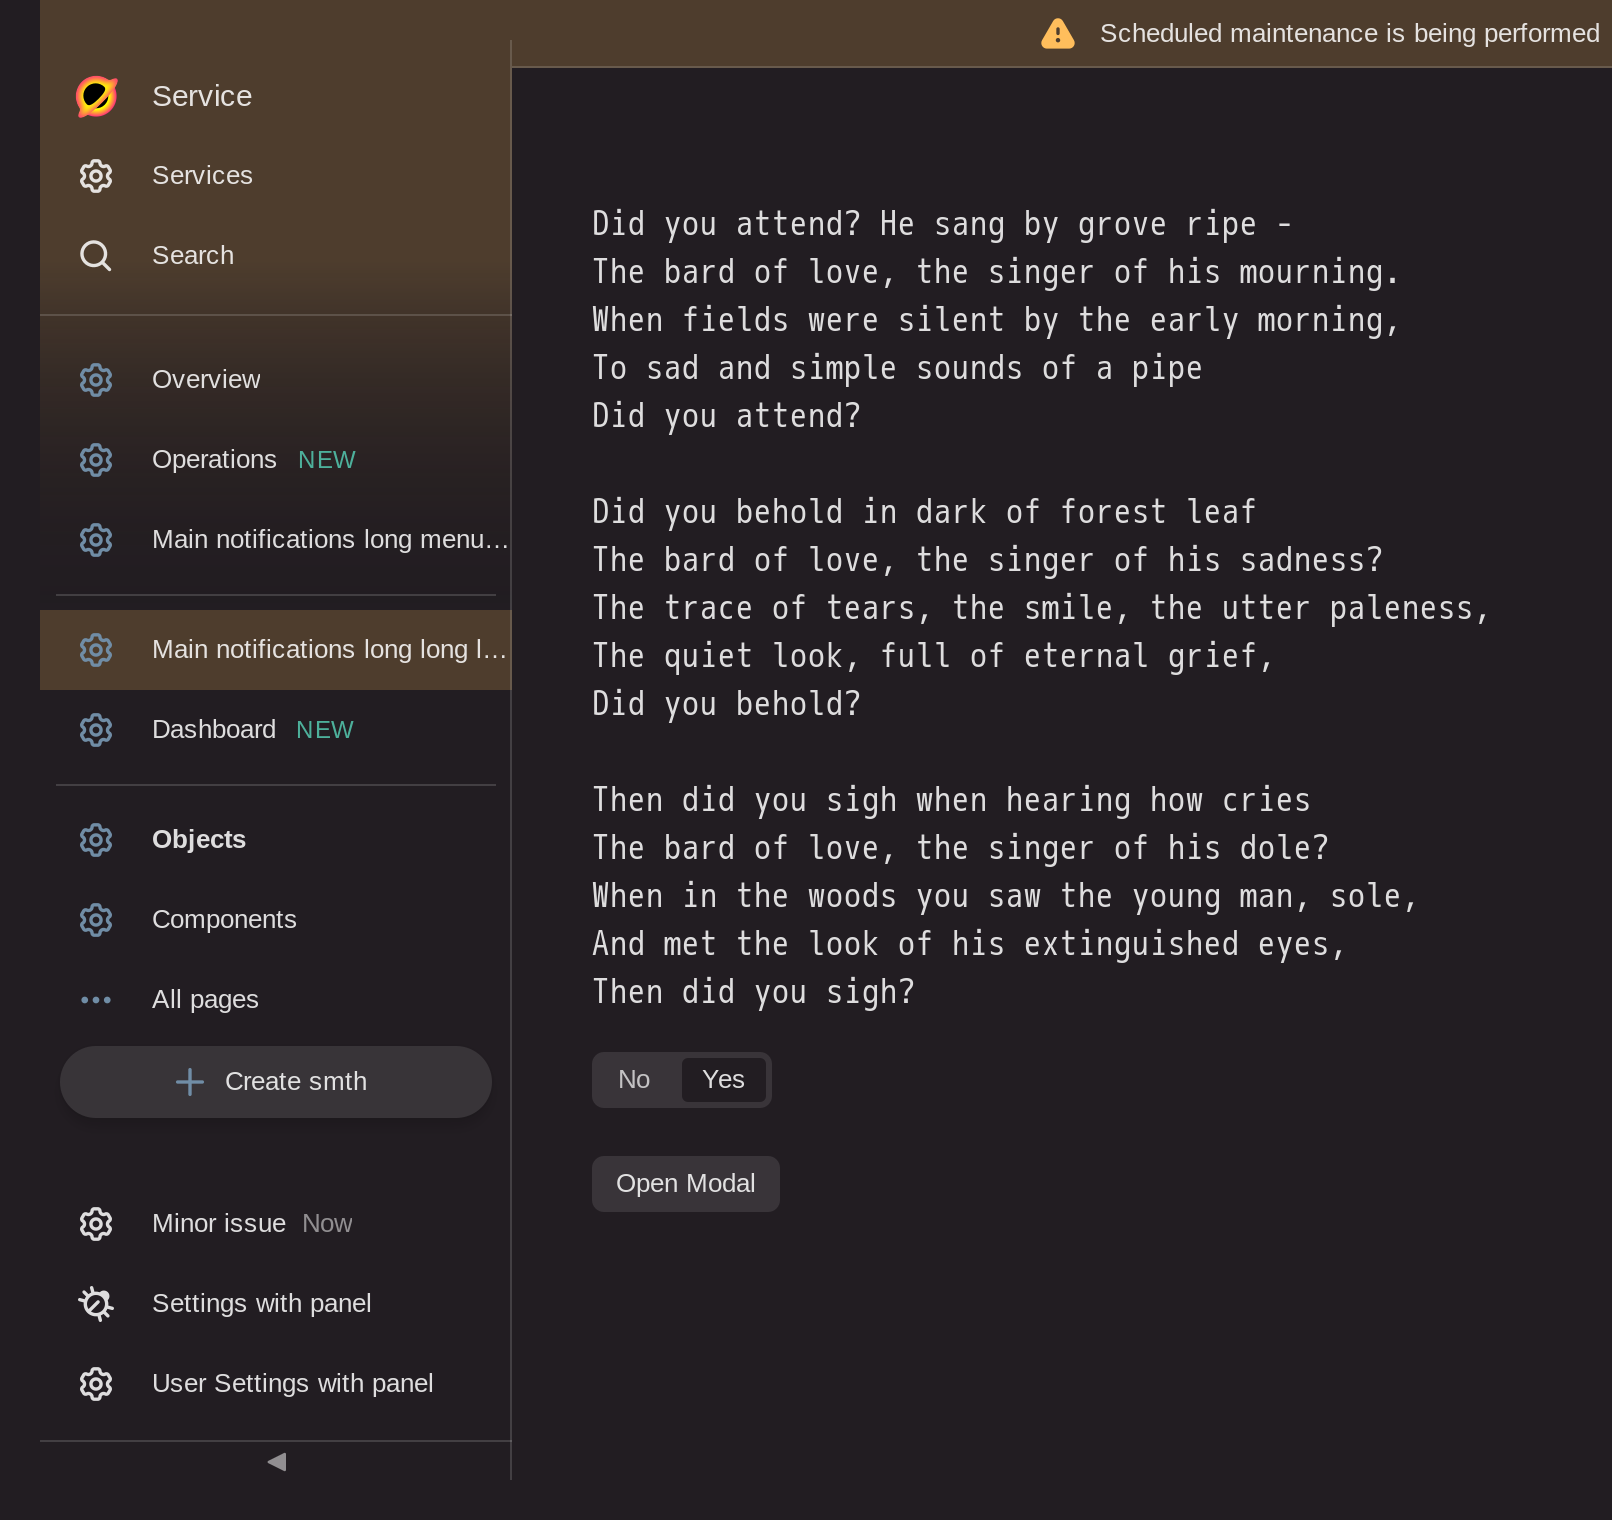 Scheduled maintenance is being performed
Service
Services
Search
Overview
Operations NEW
Main notifications long menu…
Main notifications long long l…
Dashboard NEW
Objects
Components
All pages
Create smth
Minor issue Now
Settings with panel
User Settings with panel
Did you attend? He sang by grove ripe -
The bard of love, the singer of his mourning.
When fields were silent by the early morning,
To sad and simple sounds of a pipe
Did you attend?
Did you behold in dark of forest leaf
The bard of love, the singer of his sadness?
The trace of tears, the smile, the utter paleness,
The quiet look, full of eternal grief,
Did you behold?
Then did you sigh when hearing how cries
The bard of love, the singer of his dole?
When in the woods you saw the young man, sole,
And met the look of his extinguished eyes,
Then did you sigh?
No Yes
Open Modal